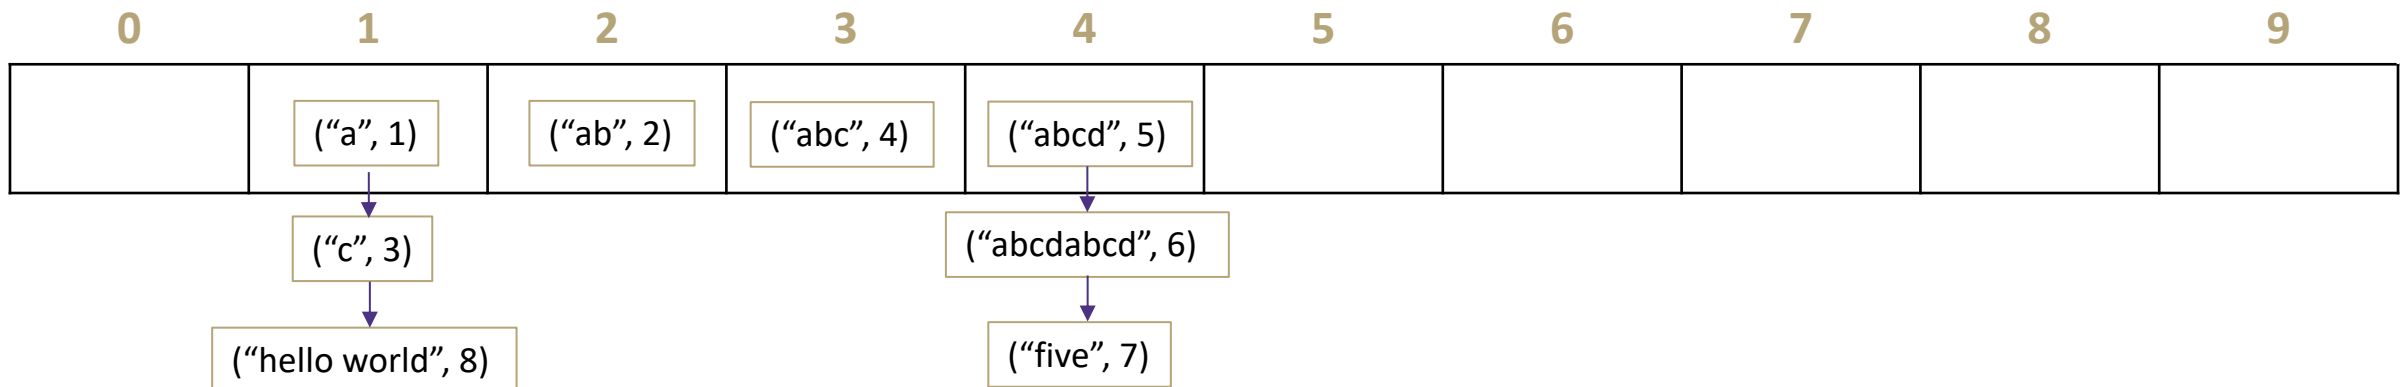 0 1 2 3 4 5 6 7 8 9
(“a”, 1) (“ab”, 2) (“abc”, 4) (“abcd”, 5)
(“c”, 3) (“abcdabcd”, 6)
(“hello world”, 8) (“five”, 7)